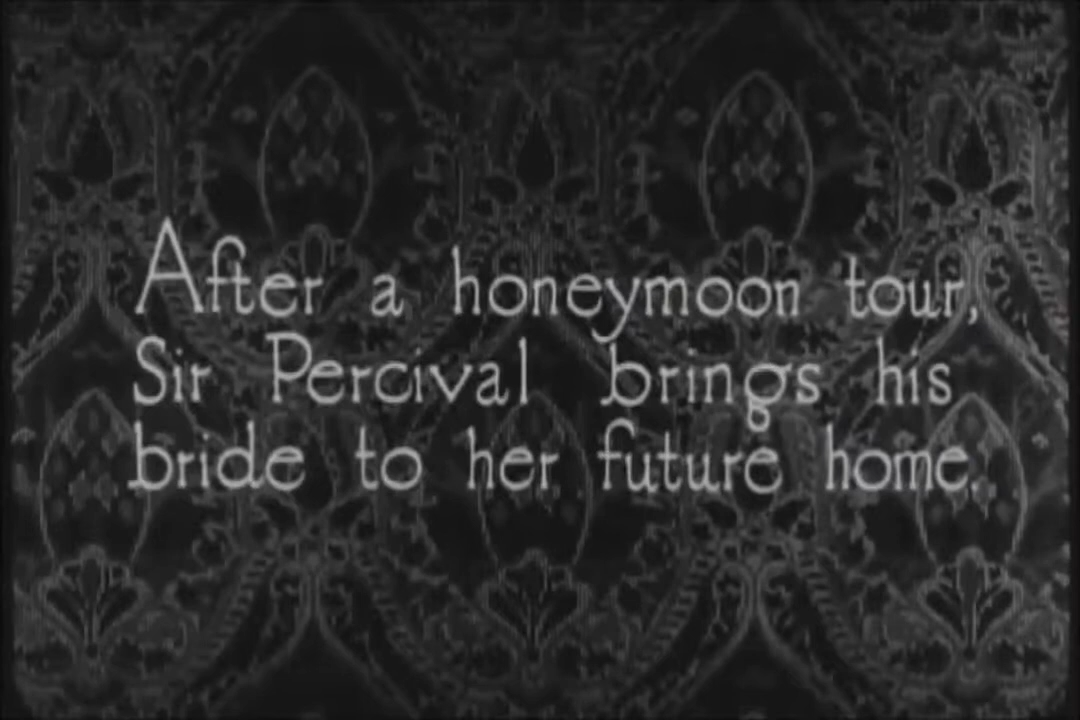 After a honeymoon tour,
Sir Percival brings his
bride to her future home.